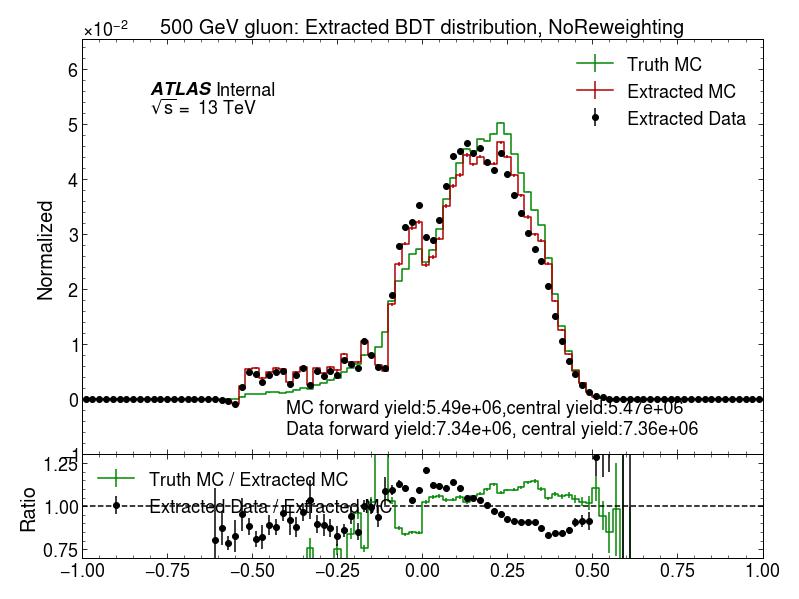 ×10⁻²
500 GeV gluon: Extracted BDT distribution, NoReweighting
6
5
4
3
2
1
0
1
Normalized
ATLAS Internal
√s = 13 TeV
Truth MC
Extracted MC
Extracted Data
MC forward yield:5.49e+06,central yield:5.47e+06
Data forward yield:7.34e+06, central yield:7.36e+06
1.25
1.00
0.75
Ratio
Truth MC / Extracted MC
Extracted Data / Extracted MC
−1.00 −0.75 −0.50 −0.25 0.00 0.25 0.50 0.75 1.00